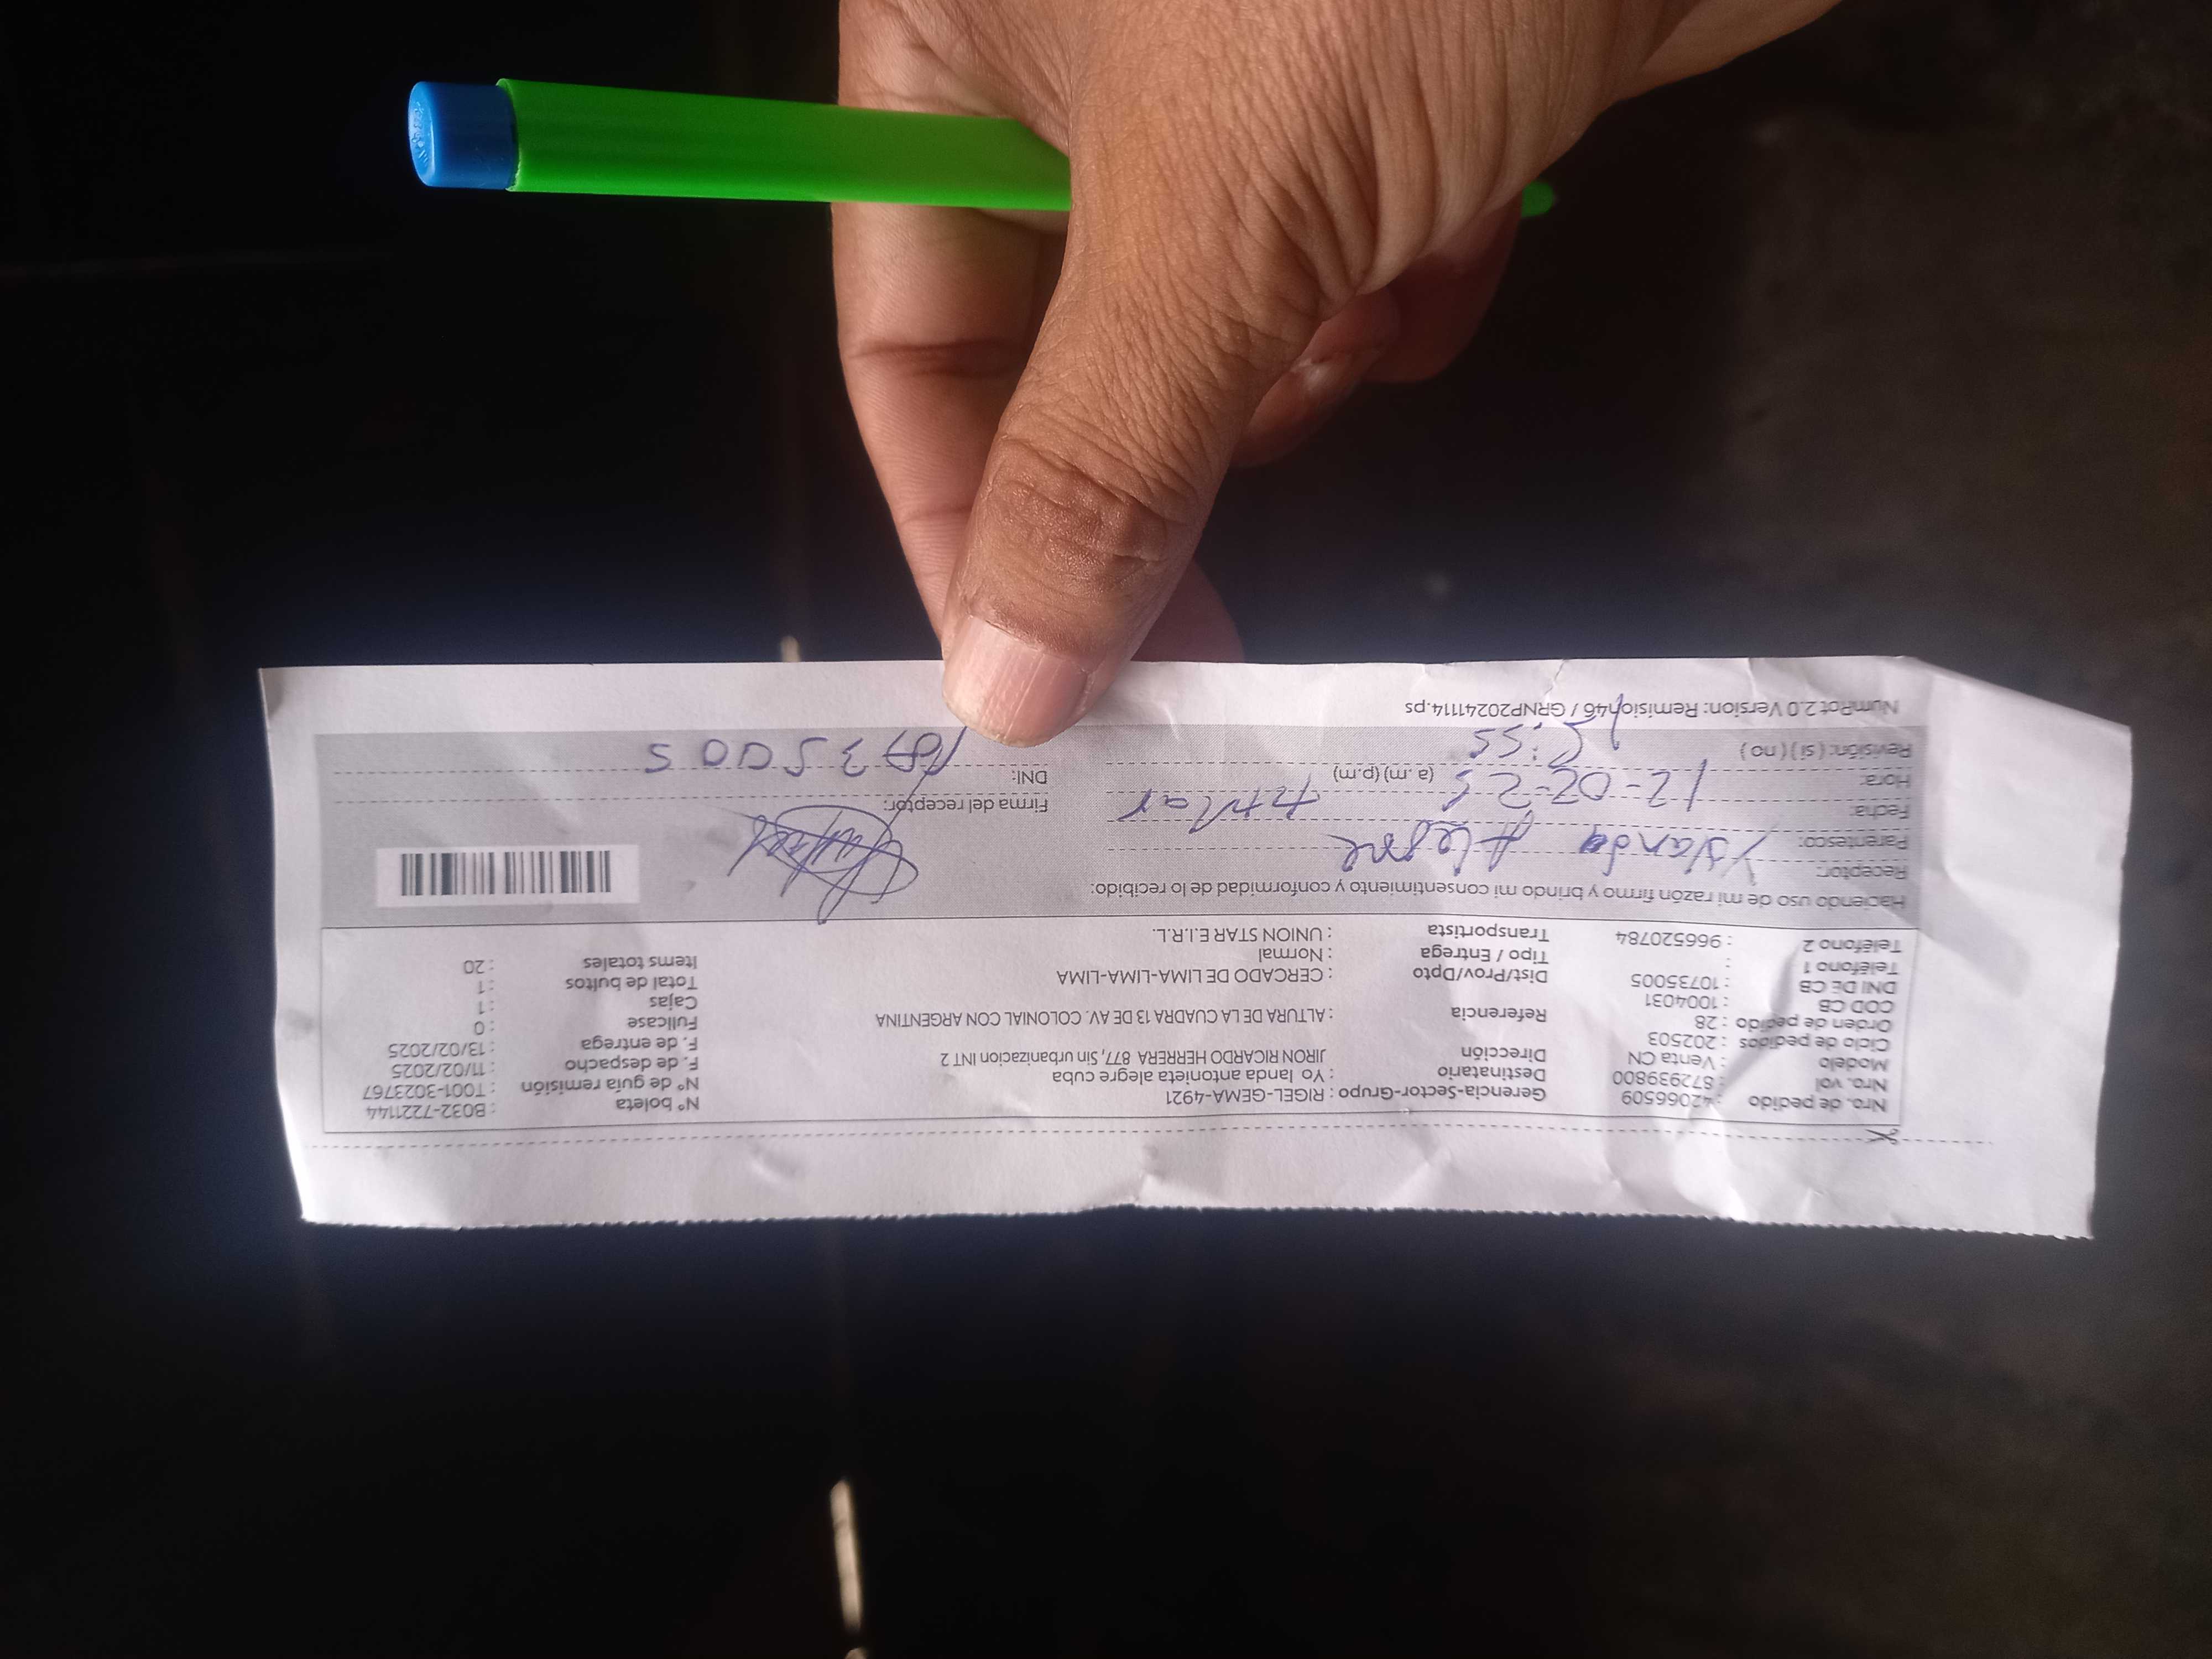 Nro. de pedido : 42066509 Gerencia-Sector-Grupo : RIGEL-GEMA-4921 N° boleta : B032-7221144
Nro. vol : 872939800 Destinatario : Yo landa antonieta alegre cuba N° de guía remisión : T001-3023767
Modelo : Venta CN Dirección JIRON RICARDO HERRERA 877, Sin urbanizacion INT 2 F. de despacho : 11/02/2025
Ciclo de pedidos : 202503 F. de entrega : 13/02/2025
Orden de pedido : 28 Referencia : ALTURA DE LA CUADRA 13 DE AV. COLONIAL CON ARGENTINA Fullcase : 0
COD CB : 1004031 Cajas : 1
DNI DE CB : 10735005 Dist/Prov/Dpto : CERCADO DE LIMA-LIMA-LIMA Total de bultos : 1
Teléfono 1 : Tipo / Entrega : Normal Items totales : 20
Teléfono 2 : 966520784 Transportista : UNION STAR E.I.R.L.
Haciendo uso de mi razón firmo y brindo mi consentimiento y conformidad de lo recibido:
Receptor: Yolanda Alegre
Parentesco: titular
Fecha: 12-02-25 Firma del receptor:
Hora: (a. m) (p.m) DNI: 10735005
Revisión: ( si ) ( no )
NumRot 2.0 Version: Remision46 / GRNP20241114.ps